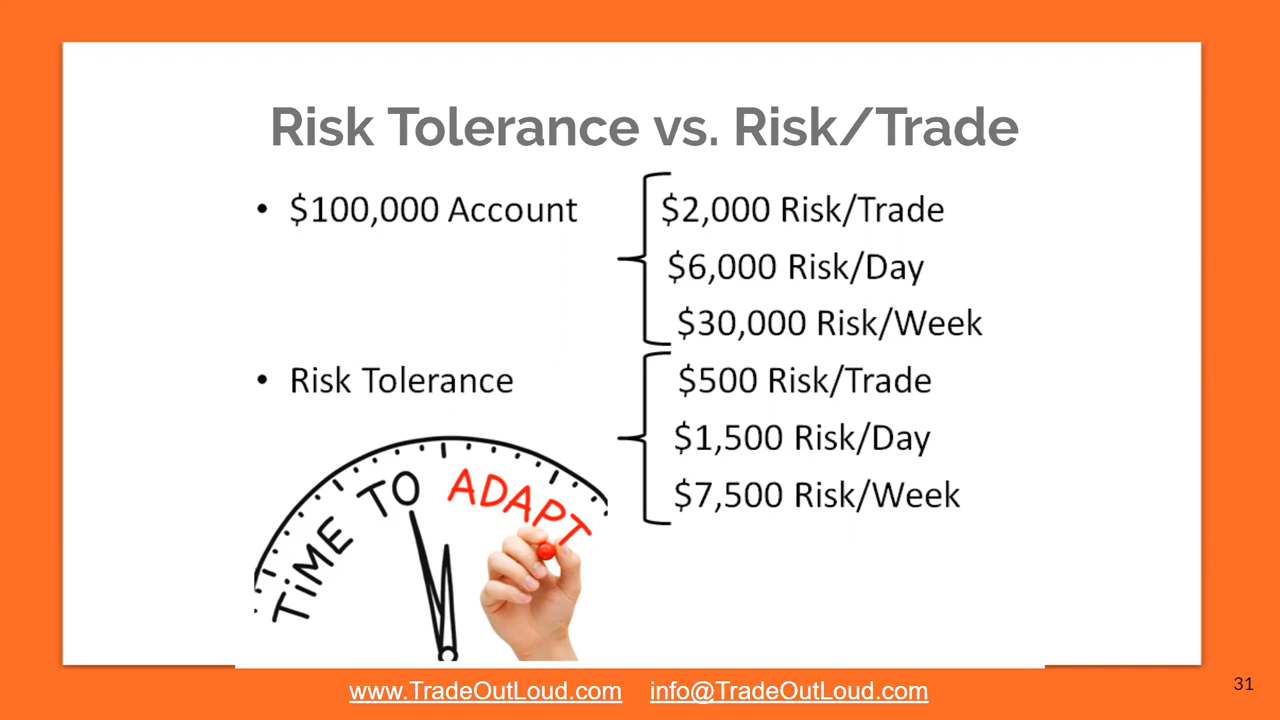 Risk Tolerance vs. Risk/Trade
• $100,000 Account
$2,000 Risk/Trade
$6,000 Risk/Day
$30,000 Risk/Week
• Risk Tolerance
$500 Risk/Trade
$1,500 Risk/Day
$7,500 Risk/Week
TiME TO ADAPT
www.TradeOutLoud.com info@TradeOutLoud.com
31